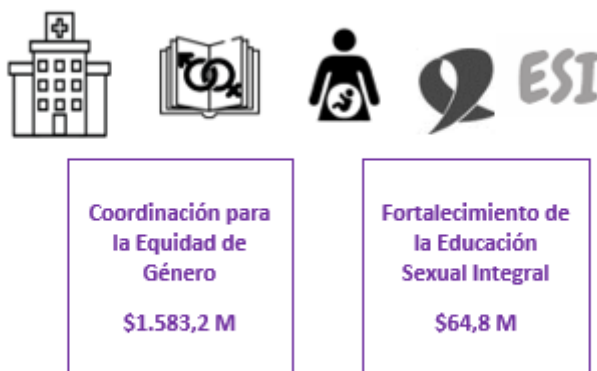 ESI
Coordinación para
la Equidad de
Género
$1.583,2 M
Fortalecimiento de
la Educación
Sexual Integral
$64,8 M